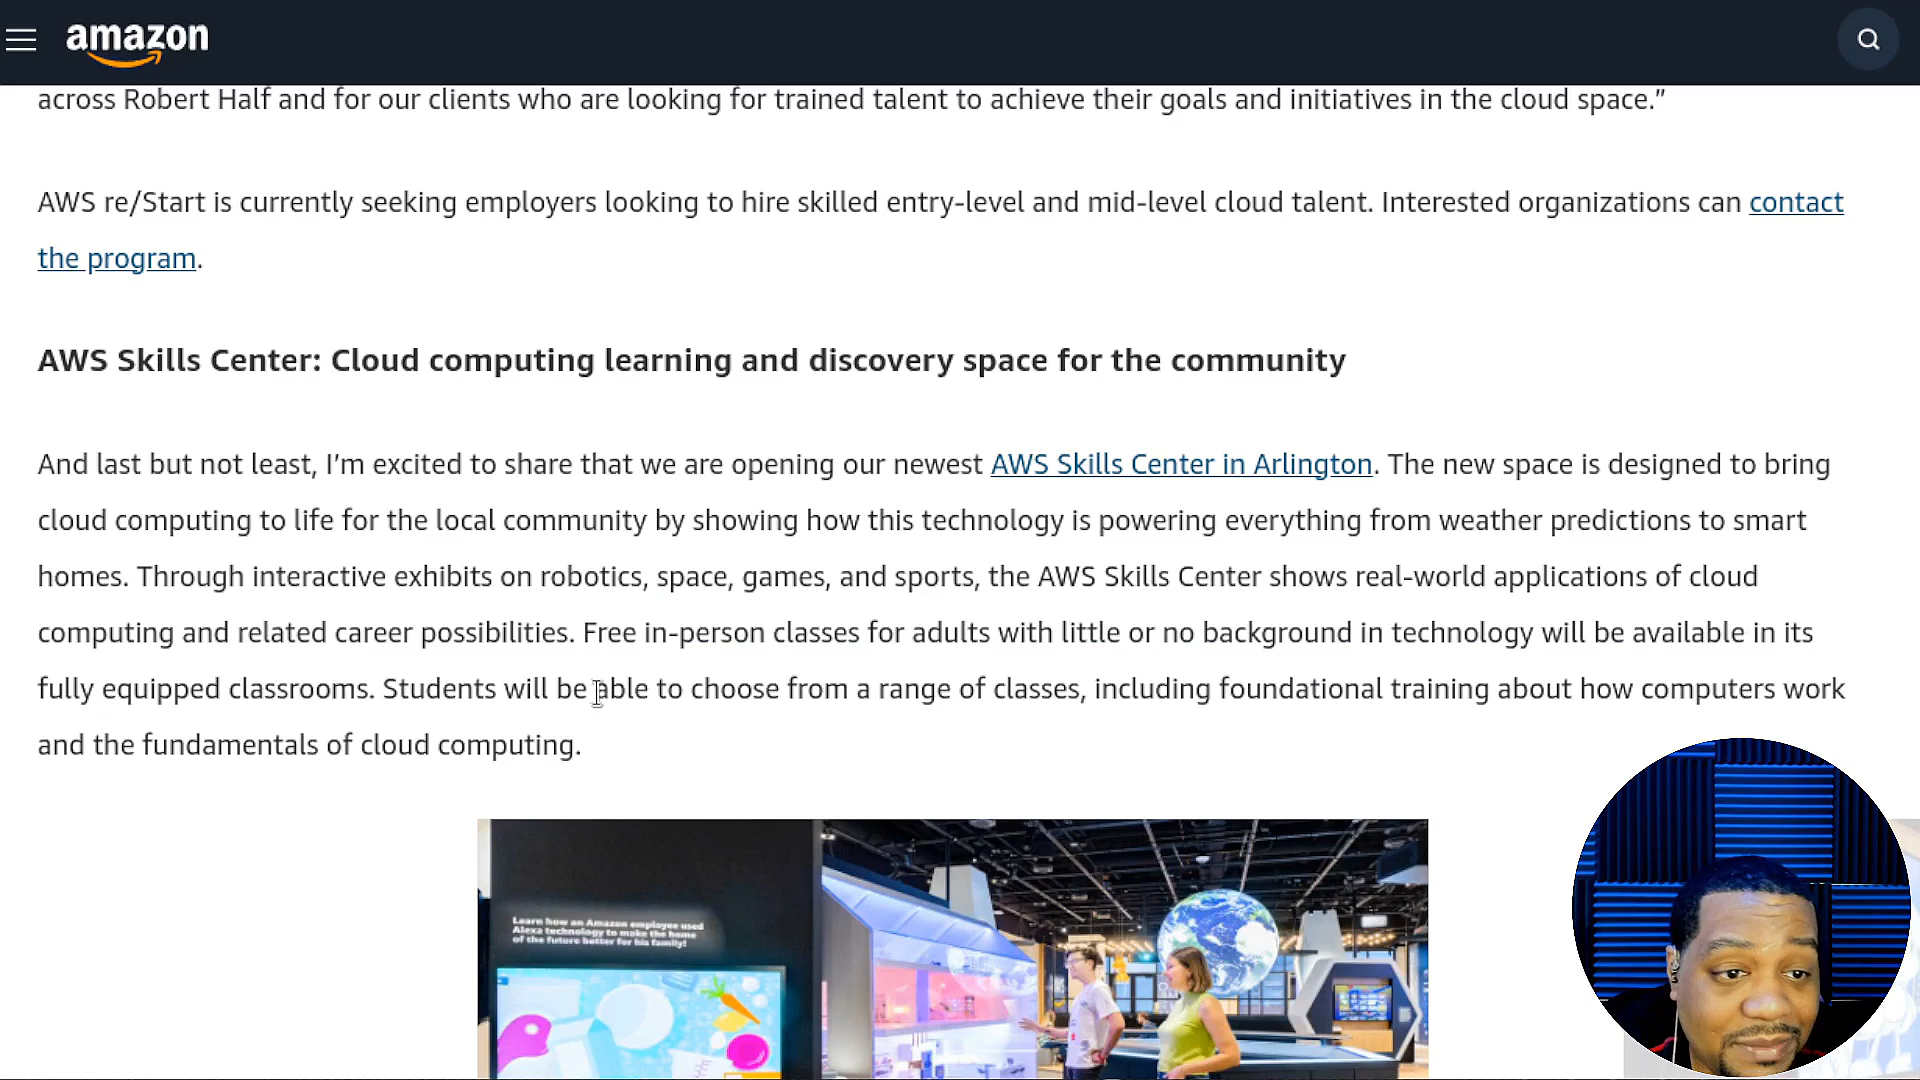 amazon
across Robert Half and for our clients who are looking for trained talent to achieve their goals and initiatives in the cloud space.”
AWS re/Start is currently seeking employers looking to hire skilled entry-level and mid-level cloud talent. Interested organizations can contact
the program.
AWS Skills Center: Cloud computing learning and discovery space for the community
And last but not least, I’m excited to share that we are opening our newest AWS Skills Center in Arlington. The new space is designed to bring
cloud computing to life for the local community by showing how this technology is powering everything from weather predictions to smart
homes. Through interactive exhibits on robotics, space, games, and sports, the AWS Skills Center shows real-world applications of cloud
computing and related career possibilities. Free in-person classes for adults with little or no background in technology will be available in its
fully equipped classrooms. Students will be able to choose from a range of classes, including foundational training about how computers work
and the fundamentals of cloud computing.
Learn how an Amazon employee used
Alexa technology to make the home
of the future better for his family!